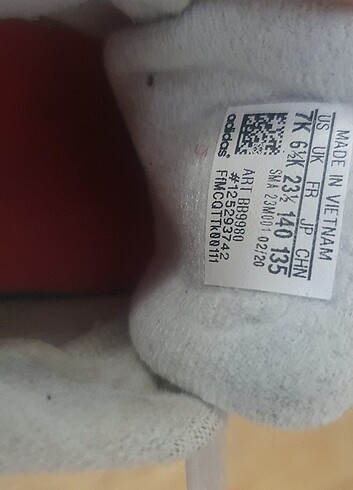 MADE IN VIETNAM
US UK FR JP CHN
7K 6½K 23½ 140 135
SMA 23M001 02/20
adidas
ART BB9980
#125293742
FfMCQTTk00111